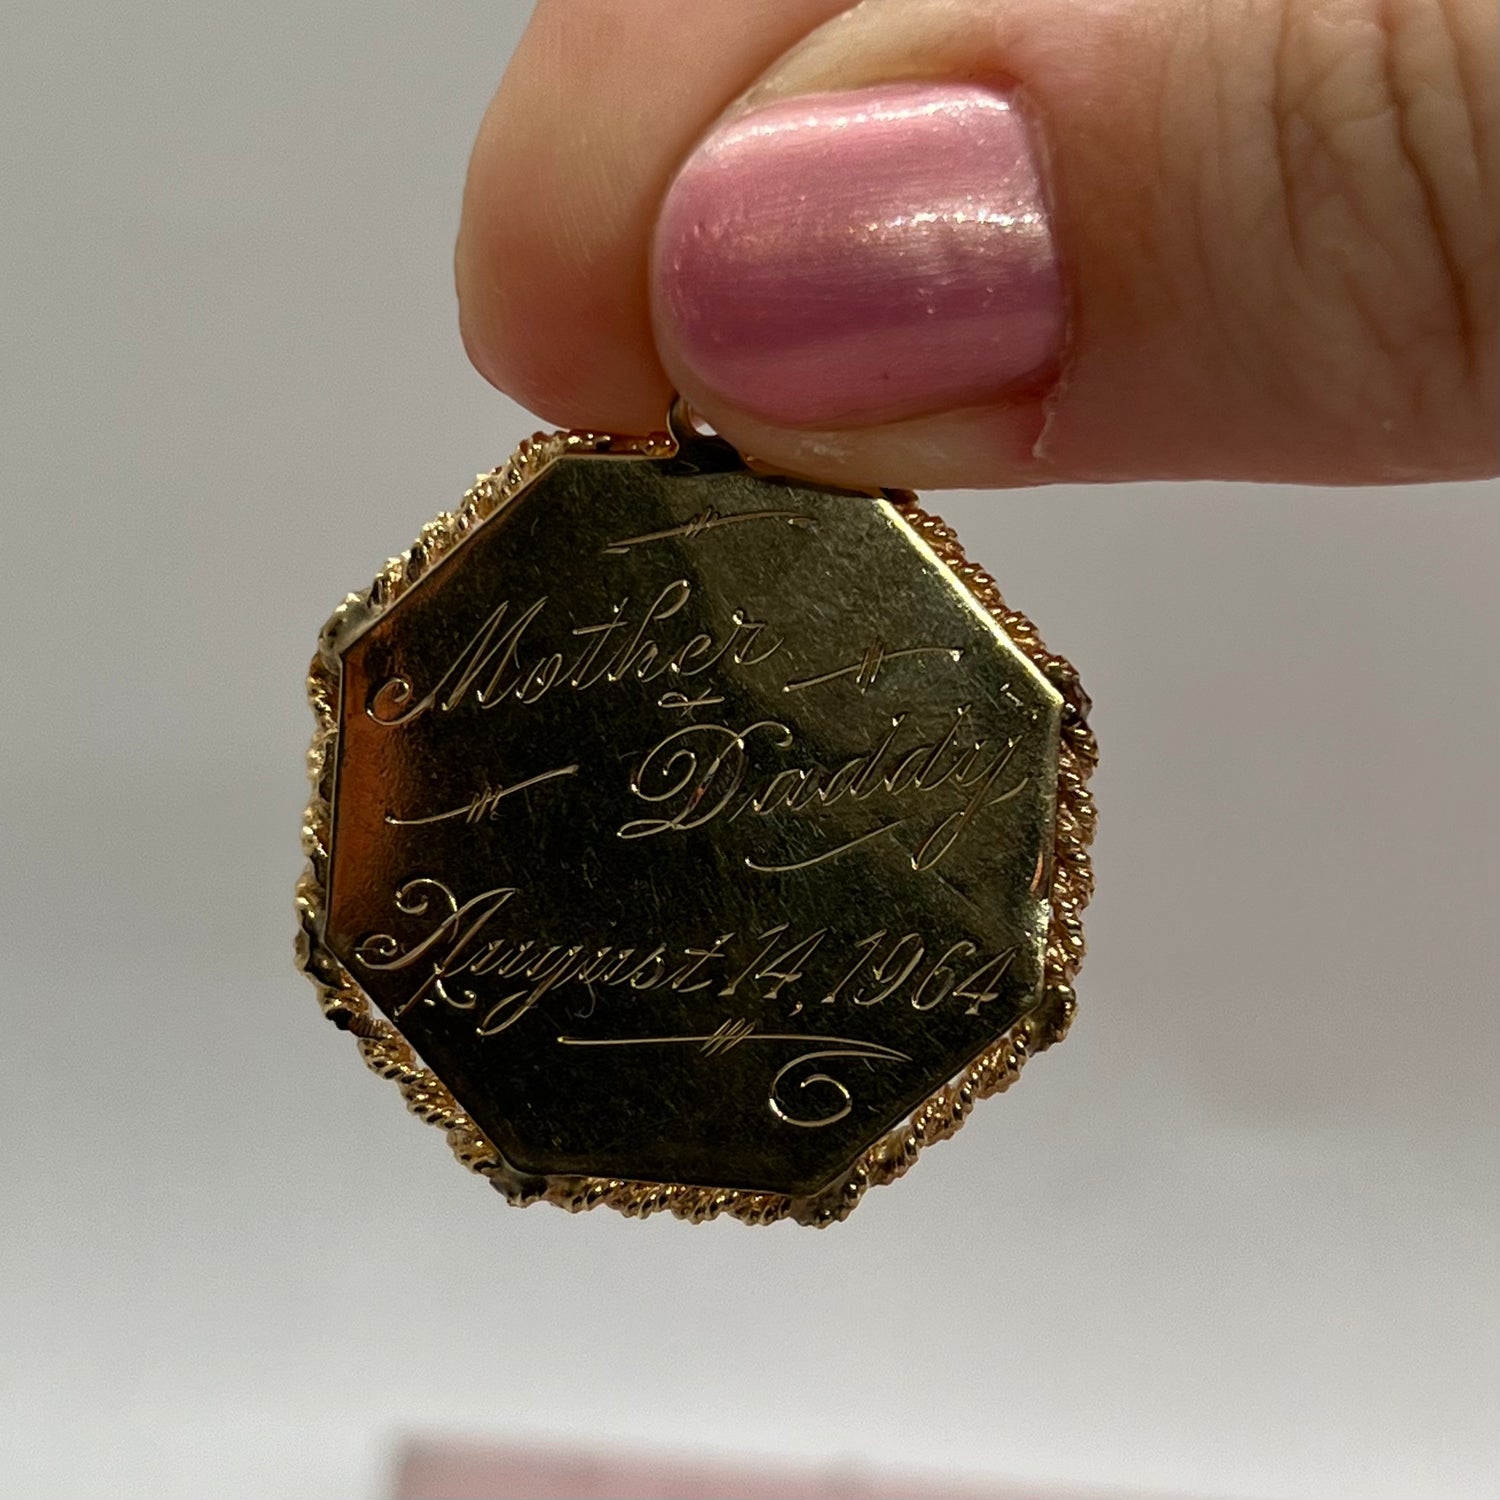 Mother
&
Daddy
August 14, 1964